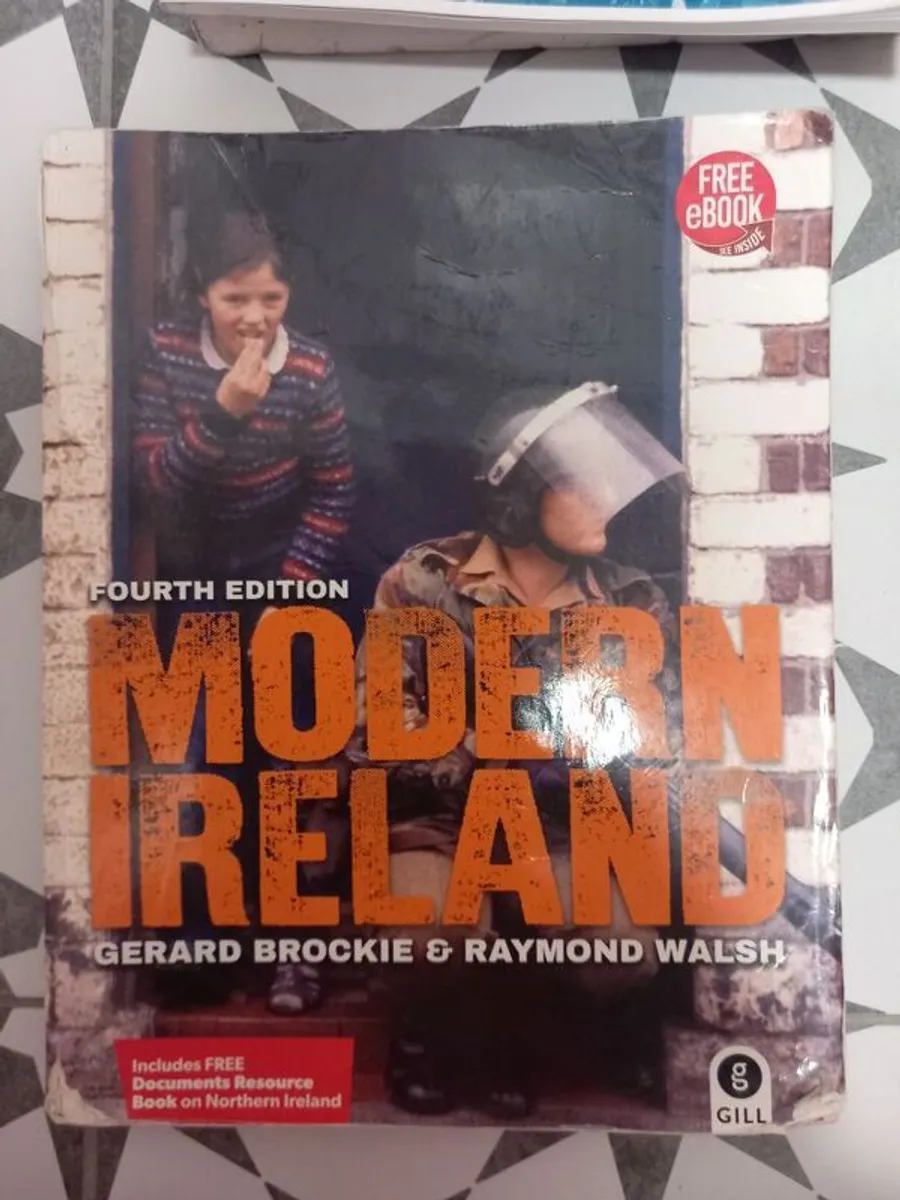 FREE
eBOOK
SEE INSIDE
FOURTH EDITION
MODERN
IRELAND
GERARD BROCKIE & RAYMOND WALSH
Includes FREE
Documents Resource
Book on Northern Ireland
g
GILL